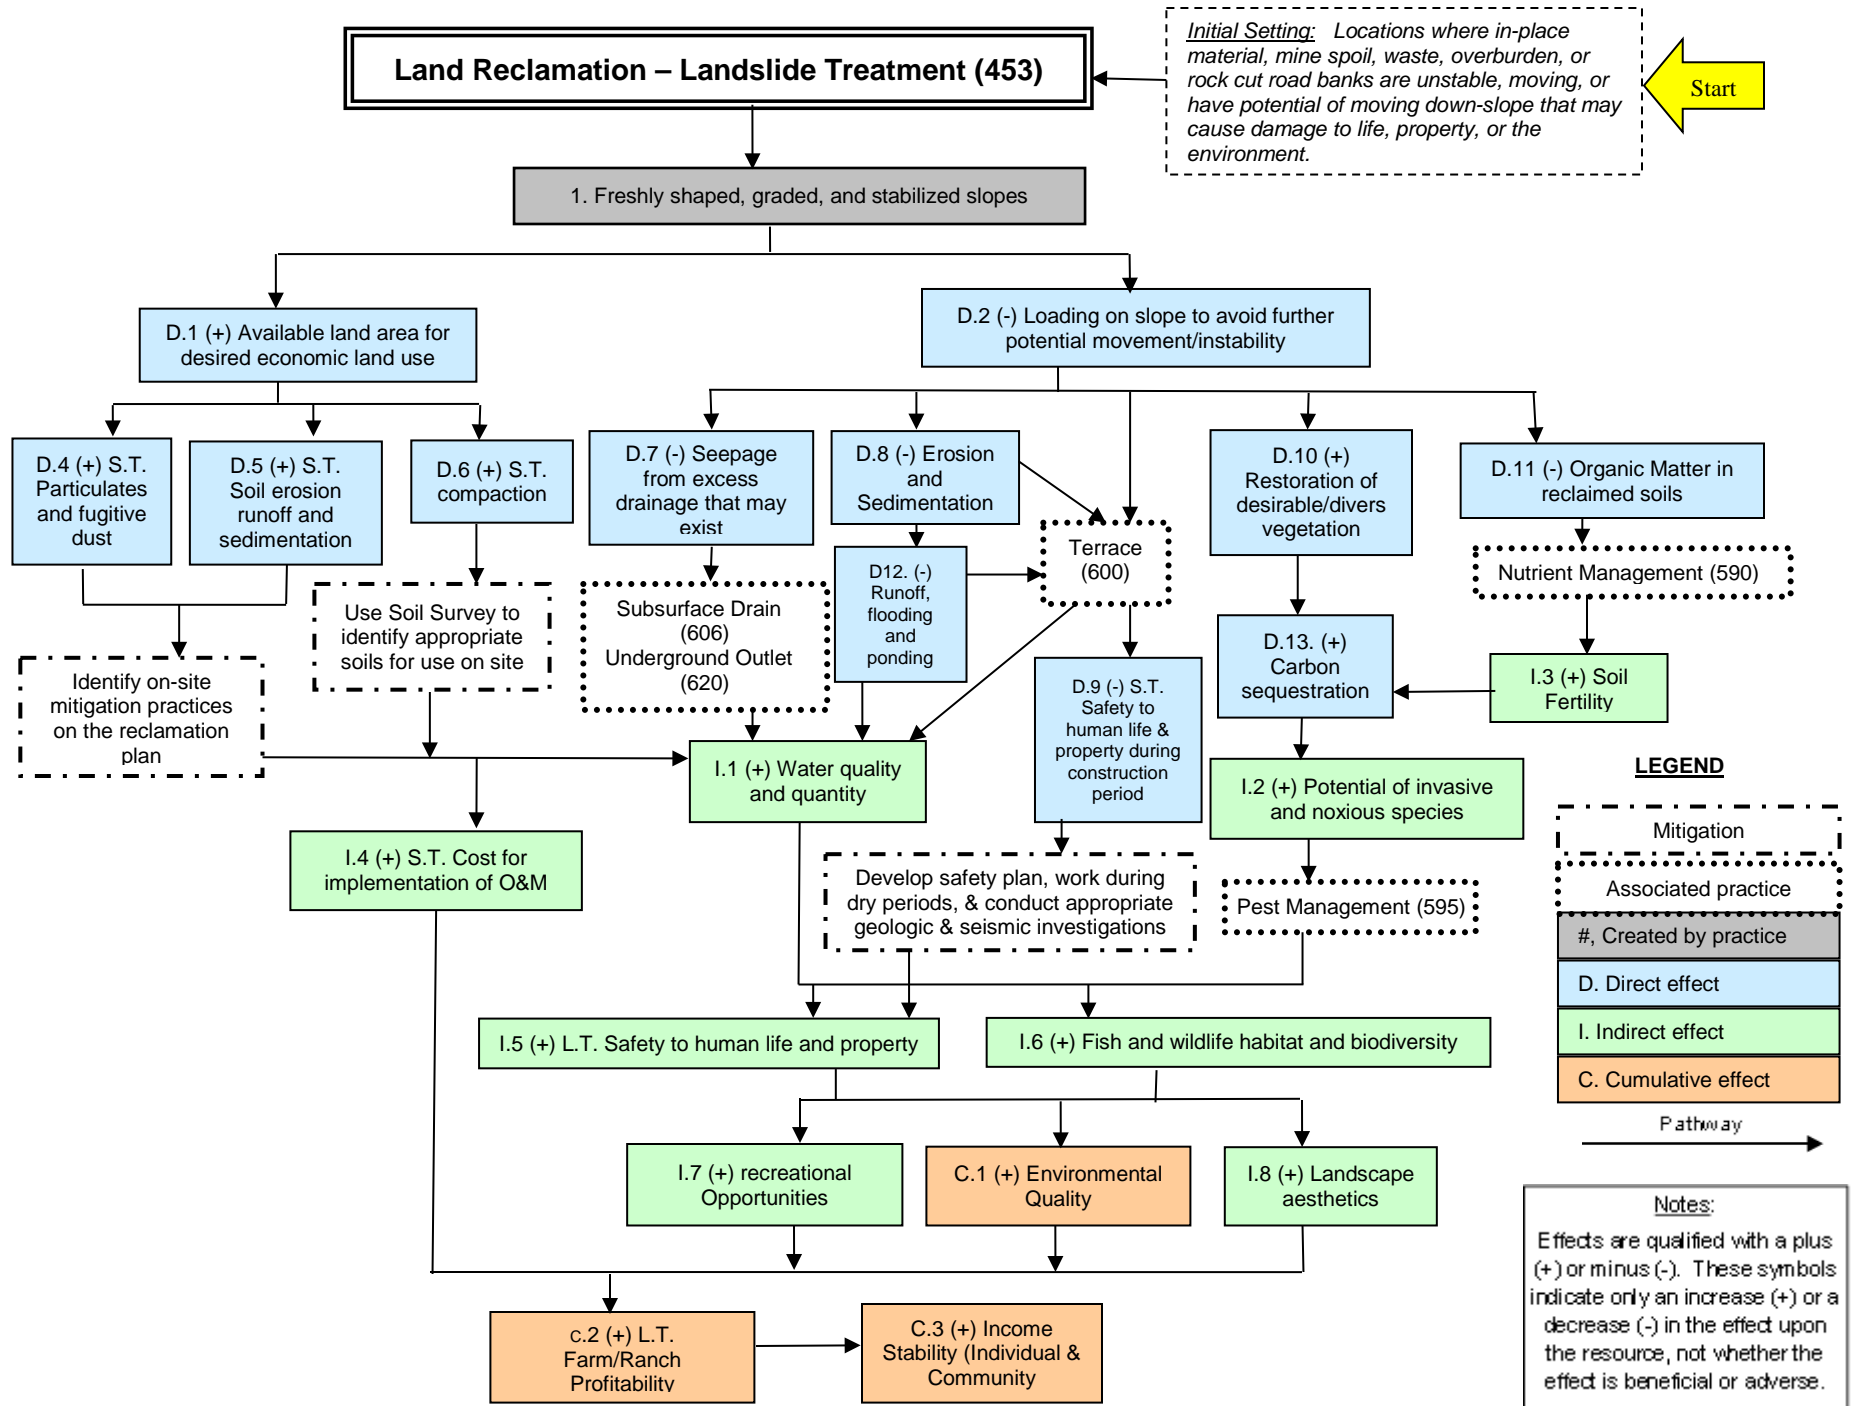 Initial Setting: Locations where in-place
material, mine spoil, waste, overburden, or
rock cut road banks are unstable, moving, or
have potential of moving down-slope that may
cause damage to life, property, or the
environment.
Start
Land Reclamation – Landslide Treatment (453)
1. Freshly shaped, graded, and stabilized slopes
D.1 (+) Available land area for
desired economic land use
D.2 (-) Loading on slope to avoid further
potential movement/instability
D.4 (+) S.T.
Particulates
and fugitive
dust
D.5 (+) S.T.
Soil erosion
runoff and
sedimentation
D.6 (+) S.T.
compaction
D.7 (-) Seepage
from excess
drainage that may
exist
D.8 (-) Erosion
and
Sedimentation
D.10 (+)
Restoration of
desirable/divers
vegetation
D.11 (-) Organic Matter in
reclaimed soils
Terrace
(600)
Nutrient Management (590)
D12. (-)
Runoff,
flooding
and
ponding
Use Soil Survey to
identify appropriate
soils for use on site
Subsurface Drain
(606)
Underground Outlet
(620)
D.13. (+)
Carbon
sequestration
I.3 (+) Soil
Fertility
Identify on-site
mitigation practices
on the reclamation
plan
D.9 (-) S.T.
Safety to
human life &
property during
construction
period
I.1 (+) Water quality
and quantity
I.2 (+) Potential of invasive
and noxious species
I.4 (+) S.T. Cost for
implementation of O&M
Develop safety plan, work during
dry periods, & conduct appropriate
geologic & seismic investigations
Pest Management (595)
I.5 (+) L.T. Safety to human life and property
I.6 (+) Fish and wildlife habitat and biodiversity
I.7 (+) recreational
Opportunities
C.1 (+) Environmental
Quality
I.8 (+) Landscape
aesthetics
C.2 (+) L.T.
Farm/Ranch
Profitability
C.3 (+) Income
Stability (Individual &
Community
LEGEND
Mitigation
Associated practice
#, Created by practice
D. Direct effect
I. Indirect effect
C. Cumulative effect
Pathway
Notes:
Effects are qualified with a plus
(+) or minus (-). These symbols
indicate only an increase (+) or a
decrease (-) in the effect upon
the resource, not whether the
effect is beneficial or adverse.